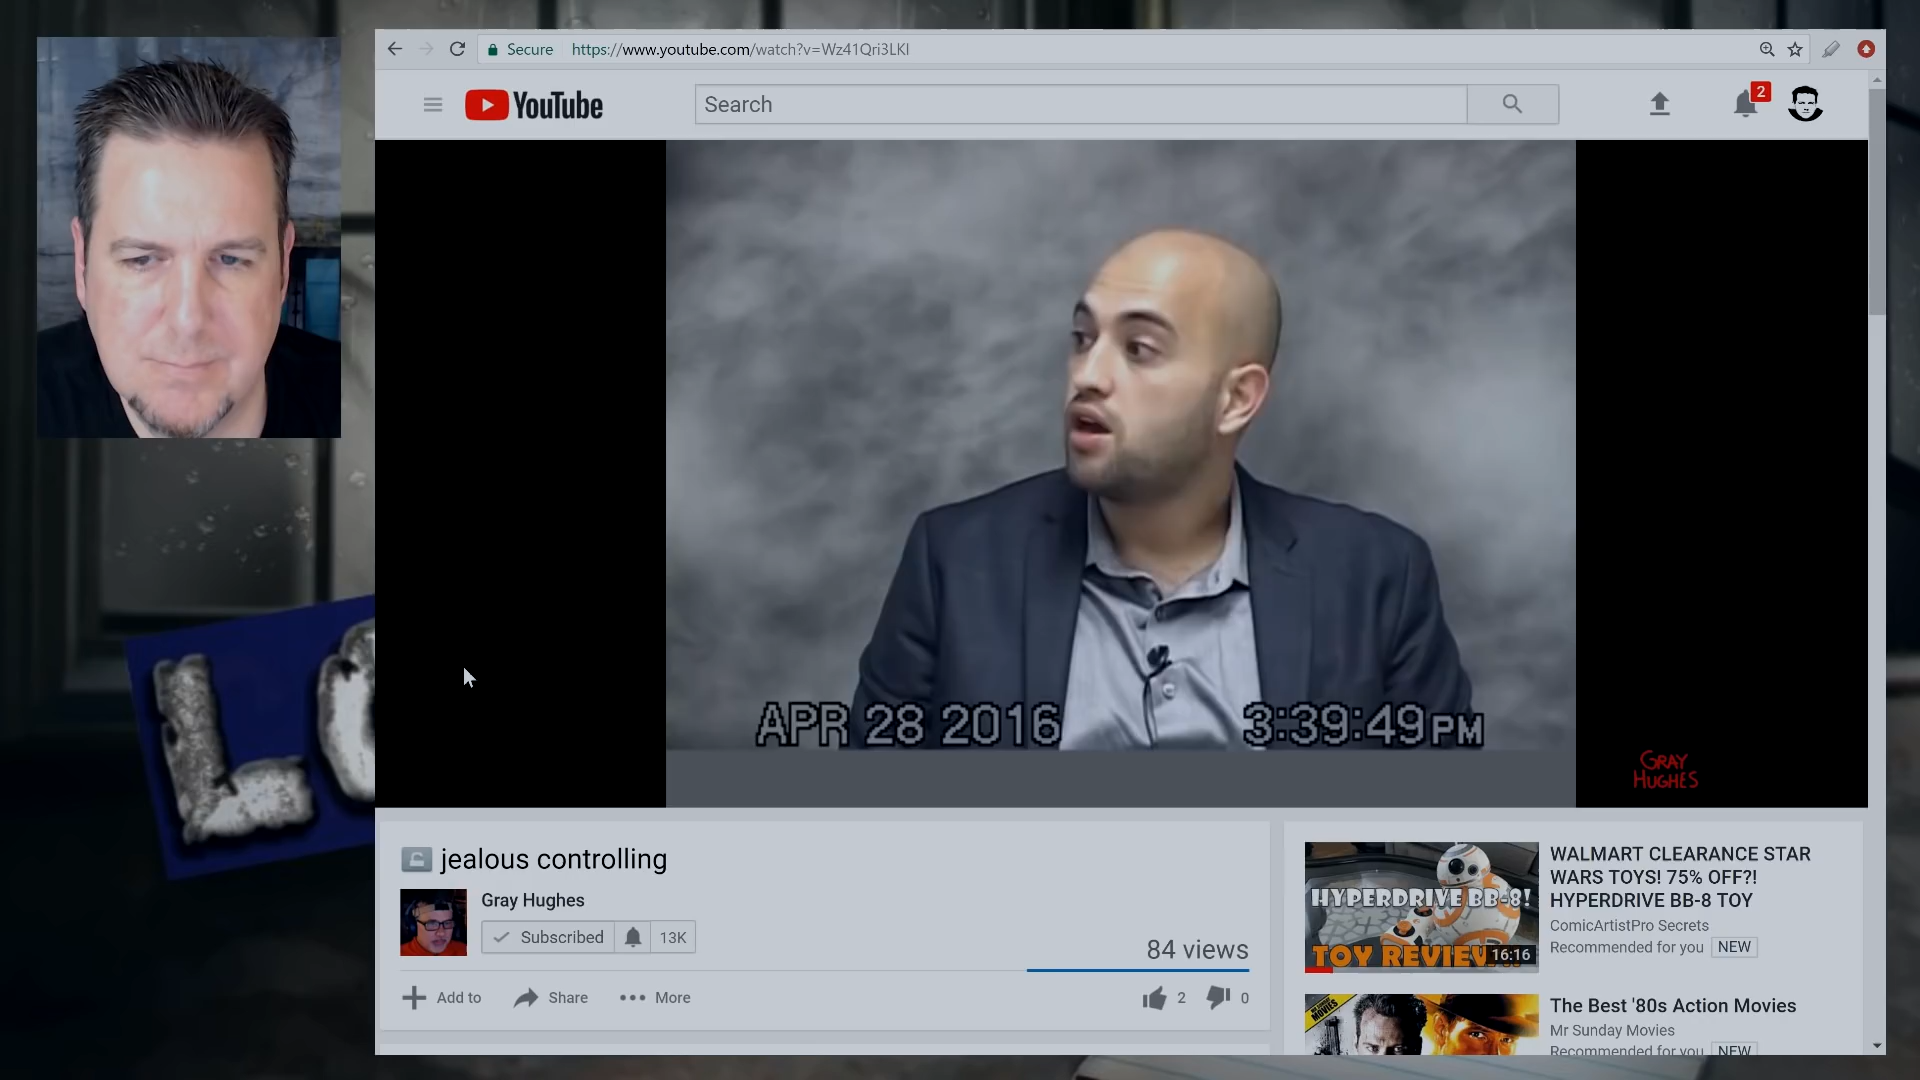 Secure https://www.youtube.com/watch?v=Wz41Qri3LKI
YouTube
Search
2
APR 28 2016 3:39:49PM
GRAY
HUGHES
LO
jealous controlling
Gray Hughes
Subscribed 13K
84 views
Add to Share More
2 0
HYPERDRIVE BB-8!
TOY REVIEW
16:16
WALMART CLEARANCE STAR
WARS TOYS! 75% OFF?!
HYPERDRIVE BB-8 TOY
ComicArtistPro Secrets
Recommended for you NEW
The Best '80s Action Movies
Mr Sunday Movies
Recommended for you NEW